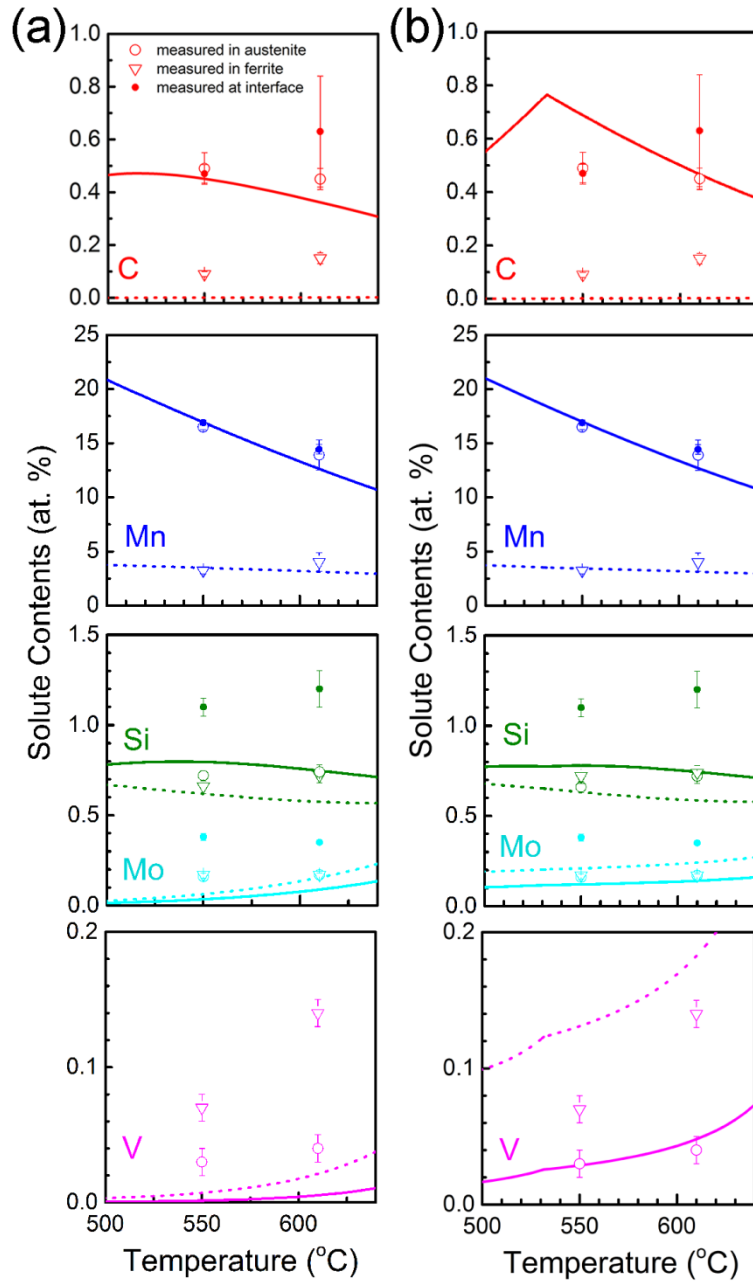 (a)
(b)
measured in austenite
measured in ferrite
measured at interface
1.0
0.8
0.6
0.4
0.2
0.0
C
1.0
0.8
0.6
0.4
0.2
0.0
C
25
20
15
10
5
0
Mn
25
20
15
10
5
0
Mn
1.5
1.0
0.5
0.0
Si
Mo
1.5
1.0
0.5
0.0
Si
Mo
0.2
0.1
0.0
V
0.2
0.1
0.0
V
Solute Contents (at. %)
Solute Contents (at. %)
500 550 600
500 550 600
Temperature (°C)
Temperature (°C)